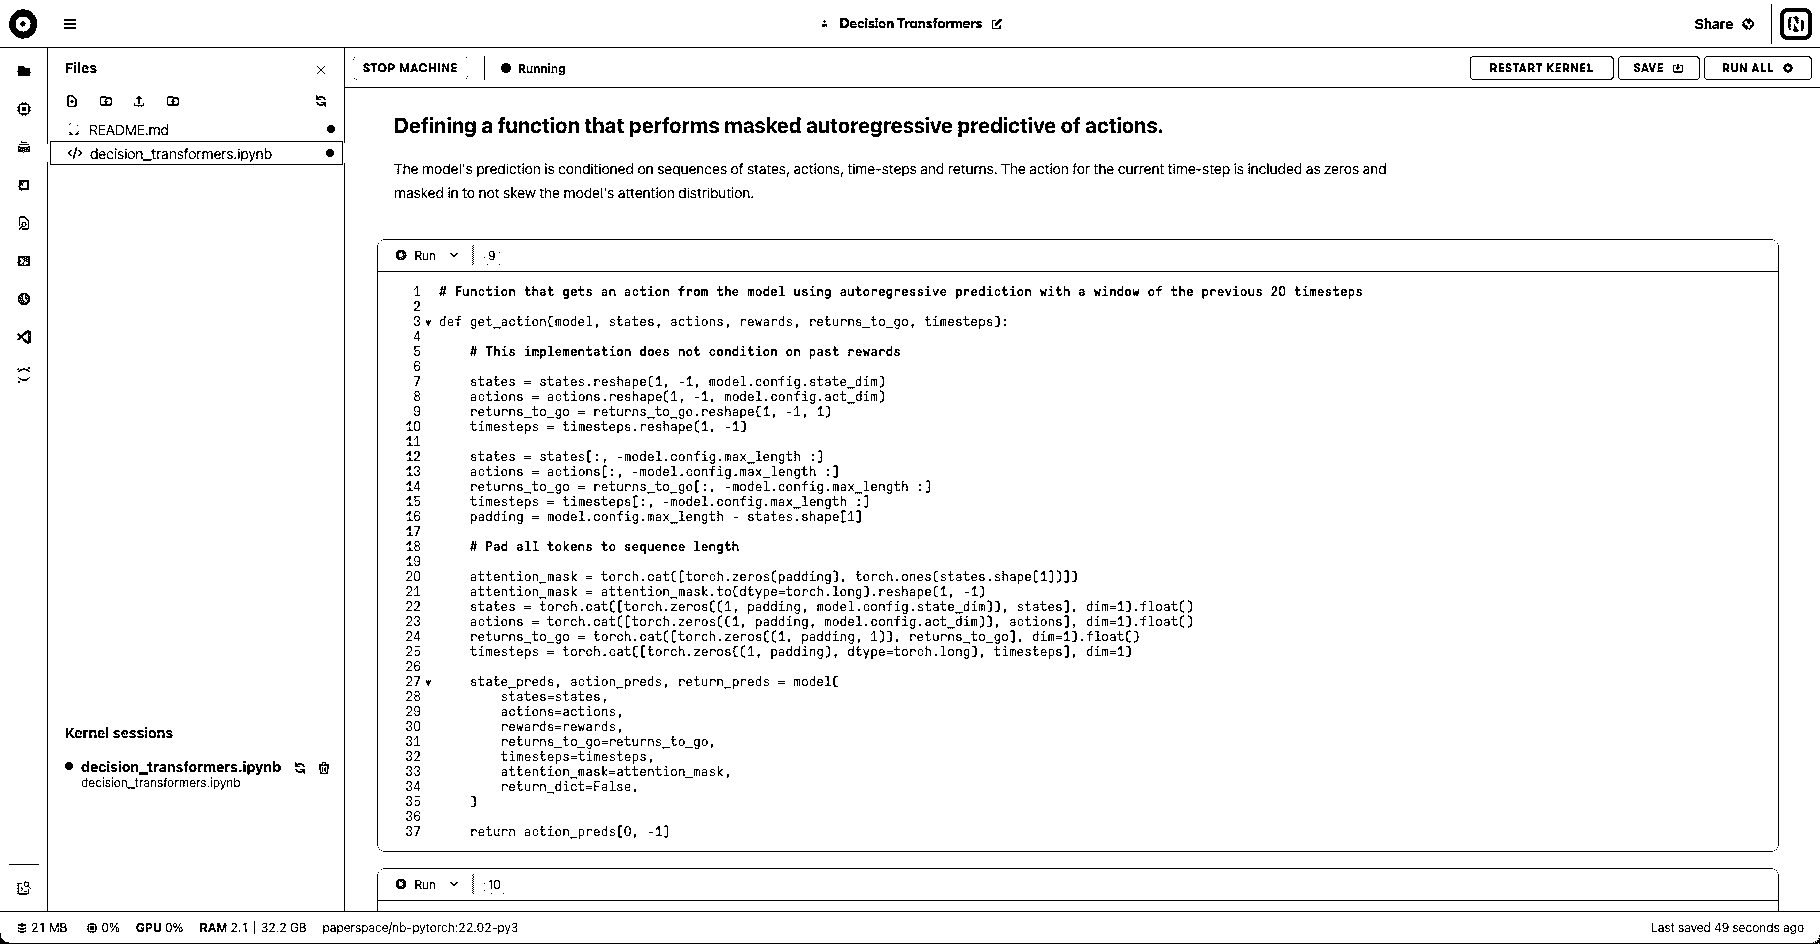 Decision Transformers
Share
Files
STOP MACHINE
Running
RESTART KERNEL
SAVE
RUN ALL
README.md
decision_transformers.ipynb
Defining a function that performs masked autoregressive predictive of actions.
The model's prediction is conditioned on sequences of states, actions, time-steps and returns. The action for the current time-step is included as zeros and
masked in to not skew the model's attention distribution.
Run 9
1 # Function that gets an action from the model using autoregressive prediction with a window of the previous 20 timesteps
2
3 def get_action(model, states, actions, rewards, returns_to_go, timesteps):
4
5 # This implementation does not condition on past rewards
6
7 states = states.reshape(1, -1, model.config.state_dim)
8 actions = actions.reshape(1, -1, model.config.act_dim)
9 returns_to_go = returns_to_go.reshape(1, -1, 1)
10 timesteps = timesteps.reshape(1, -1)
11
12 states = states[:, -model.config.max_length :]
13 actions = actions[:, -model.config.max_length :]
14 returns_to_go = returns_to_go[:, -model.config.max_length :]
15 timesteps = timesteps[:, -model.config.max_length :]
16 padding = model.config.max_length - states.shape[1]
17
18 # Pad all tokens to sequence length
19
20 attention_mask = torch.cat([torch.zeros(padding), torch.ones(states.shape[1])])
21 attention_mask = attention_mask.to(dtype=torch.long).reshape(1, -1)
22 states = torch.cat([torch.zeros((1, padding, model.config.state_dim)), states], dim=1).float()
23 actions = torch.cat([torch.zeros((1, padding, model.config.act_dim)), actions], dim=1).float()
24 returns_to_go = torch.cat([torch.zeros((1, padding, 1)), returns_to_go], dim=1).float()
25 timesteps = torch.cat([torch.zeros((1, padding), dtype=torch.long), timesteps], dim=1)
26
27 state_preds, action_preds, return_preds = model(
28 states=states,
29 actions=actions,
30 rewards=rewards,
31 returns_to_go=returns_to_go,
32 timesteps=timesteps,
33 attention_mask=attention_mask,
34 return_dict=False,
35 )
36
37 return action_preds[0, -1]
Run 10
Kernel sessions
decision_transformers.ipynb
decision_transformers.ipynb
21 MB 0% GPU 0% RAM 2.1 | 32.2 GB paperspace/nb-pytorch:22.02-py3
Last saved 49 seconds ago